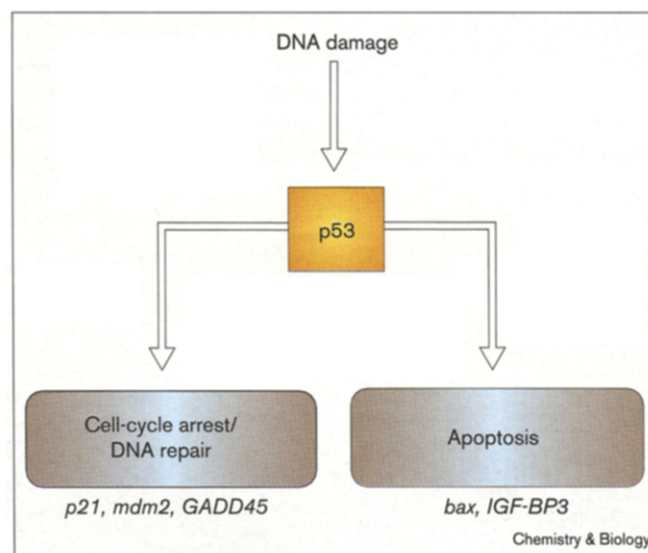 DNA damage
p53
Cell-cycle arrest/
DNA repair
Apoptosis
p21, mdm2, GADD45
bax, IGF-BP3
Chemistry & Biology